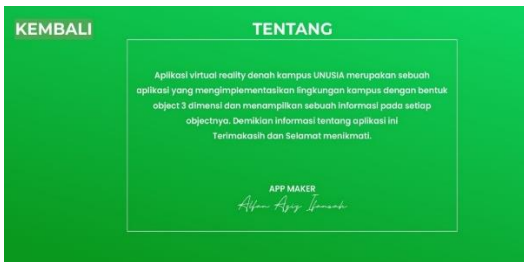 KEMBALI
TENTANG
Aplikasi virtual reality denah kampus UNUSIA merupakan sebuah
aplikasi yang mengimplementasikan lingkungan kampus dengan bentuk
object 3 dimensi dan menampilkan sebuah Informasi pada setiap
objectnya. Demikian informasi tentang aplikasi ini
Terimakasih dan Selamat menikmati.
APP MAKER
Aziz